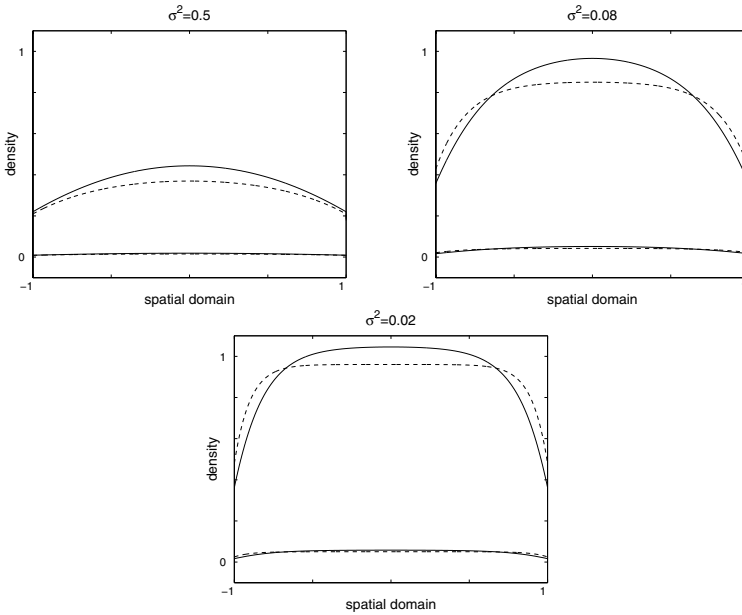 σ²=0.5
1
density
0
−1
1
spatial domain
σ²=0.08
1
density
0
−1
spatial domain
σ²=0.02
1
density
0
−1
1
spatial domain